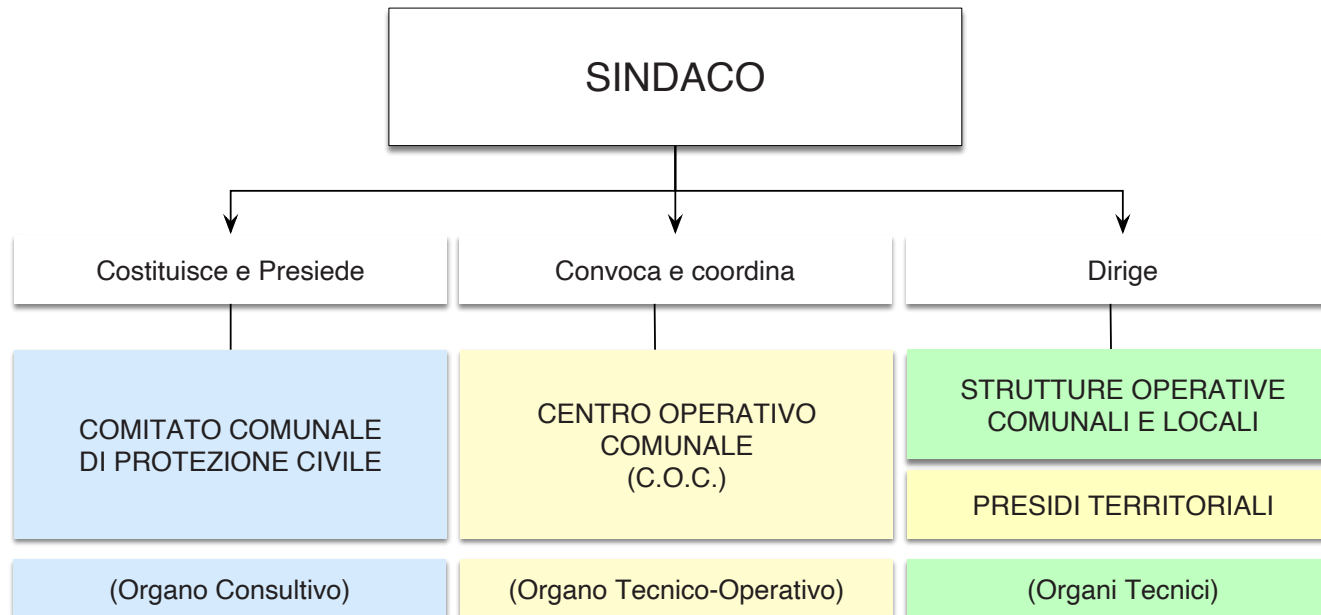 SINDACO
Costituisce e Presiede
Convoca e coordina
Dirige
COMITATO COMUNALE
DI PROTEZIONE CIVILE
CENTRO OPERATIVO
COMUNALE
(C.O.C.)
STRUTTURE OPERATIVE
COMUNALI E LOCALI
PRESIDI TERRITORIALI
(Organo Consultivo)
(Organo Tecnico-Operativo)
(Organi Tecnici)